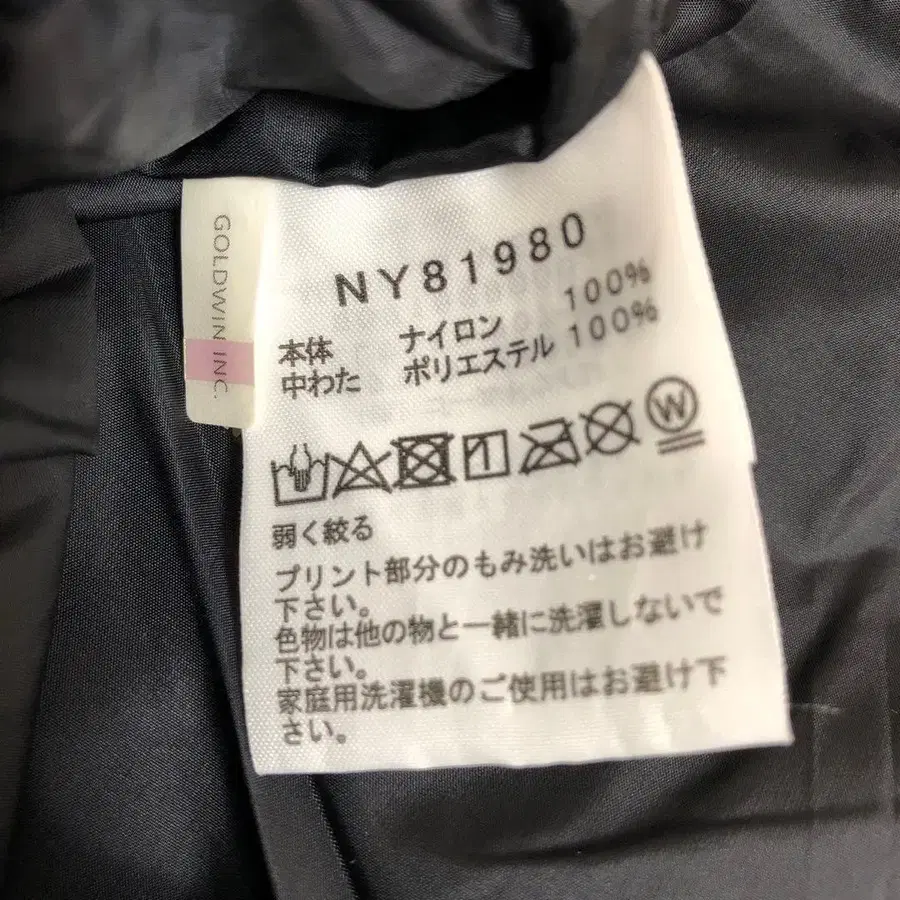 GOLDWIN INC.
NY81980
本体 ナイロン 100%
中わた ポリエステル 100%
W
弱く絞る
プリント部分のもみ洗いはお避け
下さい。
色物は他の物と一緒に洗濯しないで
下さい。
家庭用洗濯機のご使用はお避け下
さい。